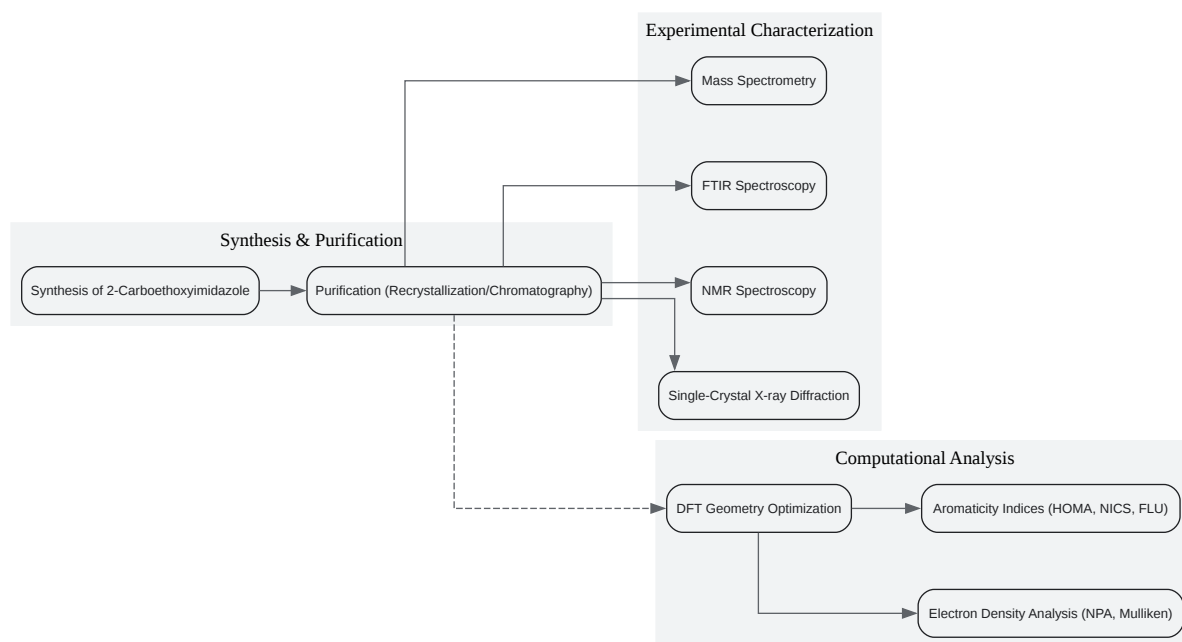 Experimental Characterization
Mass Spectrometry
FTIR Spectroscopy
Synthesis & Purification
Synthesis of 2-Carboethoxyimidazole
Purification (Recrystallization/Chromatography)
NMR Spectroscopy
Single-Crystal X-ray Diffraction
Computational Analysis
DFT Geometry Optimization
Aromaticity Indices (HOMA, NICS, FLU)
Electron Density Analysis (NPA, Mulliken)